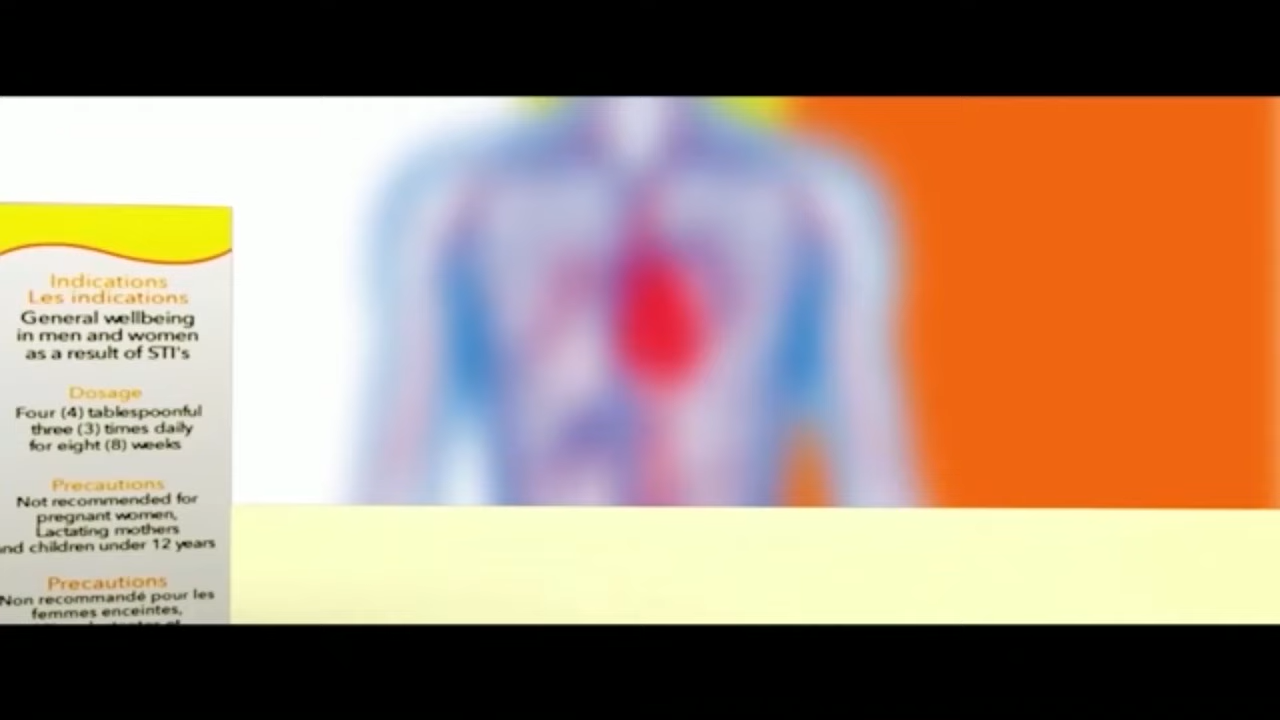 Indications
Les indications
General wellbeing
in men and women
as a result of STI's
Dosage
Four (4) tablespoonful
three (3) times daily
for eight (8) weeks
Precautions
Not recommended for
pregnant women,
Lactating mothers
nd children under 12 years
Precautions
Non recommandé pour les
femmes enceintes,